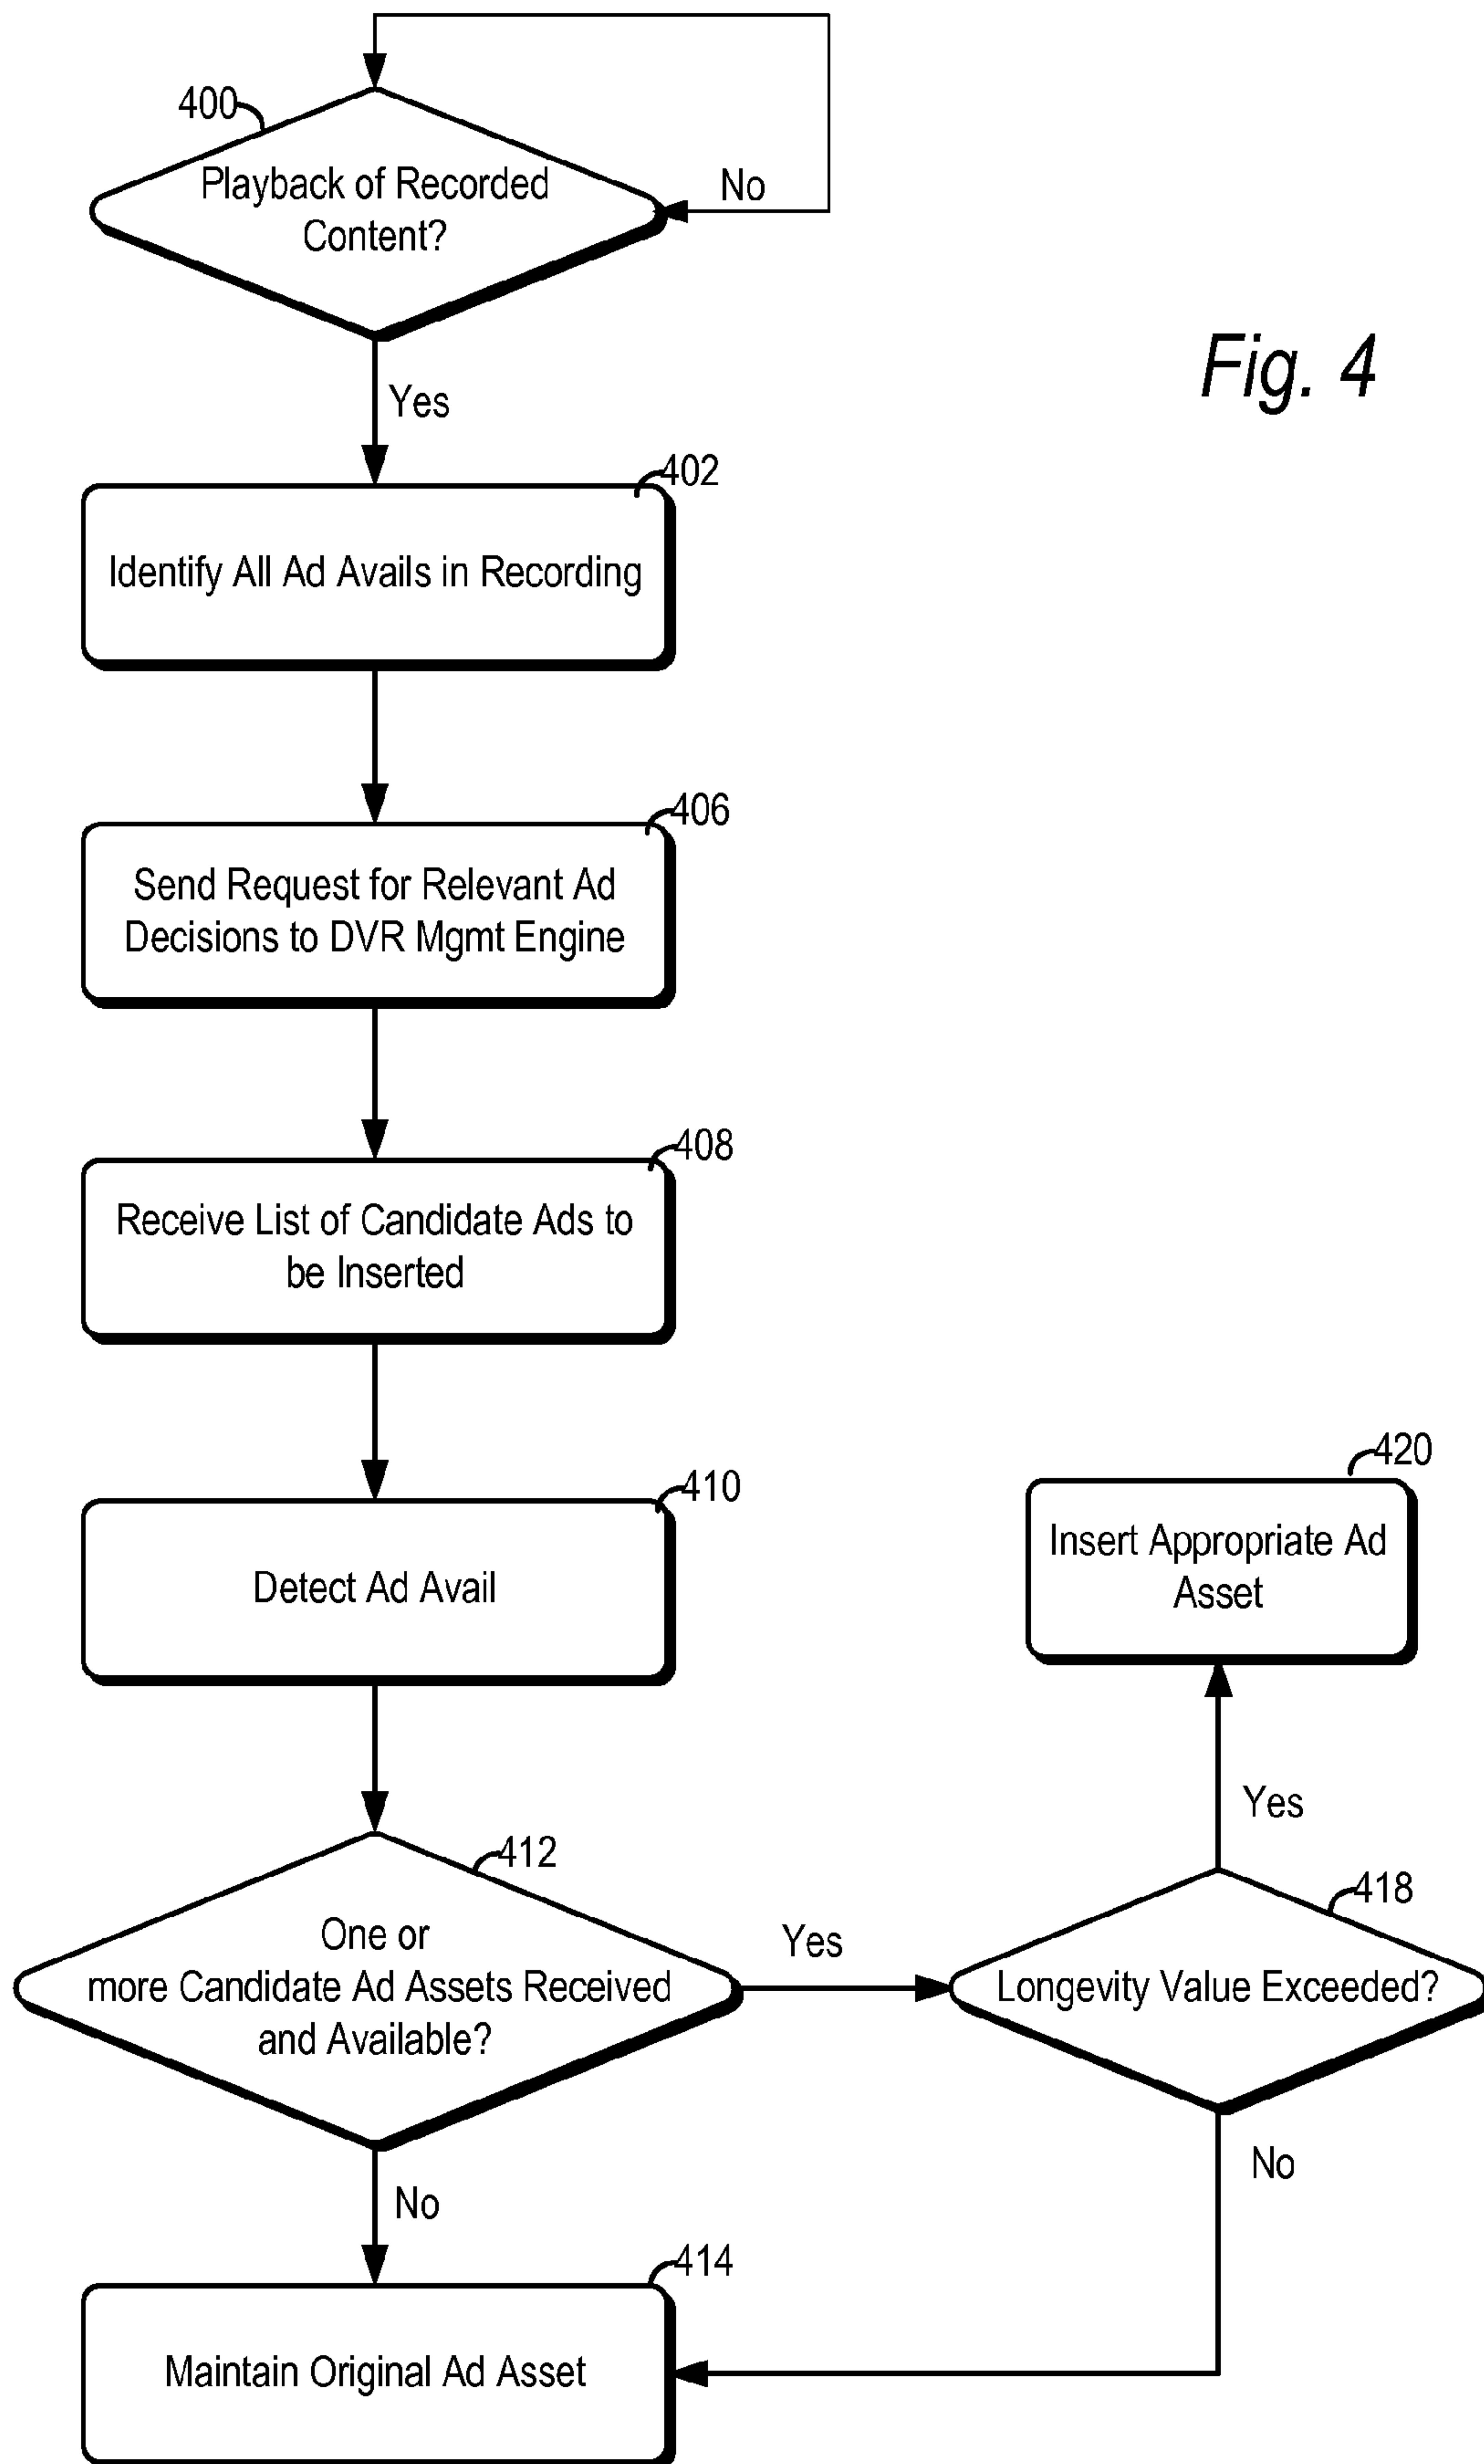 400
Playback of Recorded
Content?
No
Fig. 4
Yes
402
Identify All Ad Avails in Recording
406
Send Request for Relevant Ad
Decisions to DVR Mgmt Engine
408
Receive List of Candidate Ads to
be Inserted
410
Detect Ad Avail
420
Insert Appropriate Ad
Asset
Yes
412
One or
more Candidate Ad Assets Received
and Available?
Yes
418
Longevity Value Exceeded?
No
No
414
Maintain Original Ad Asset